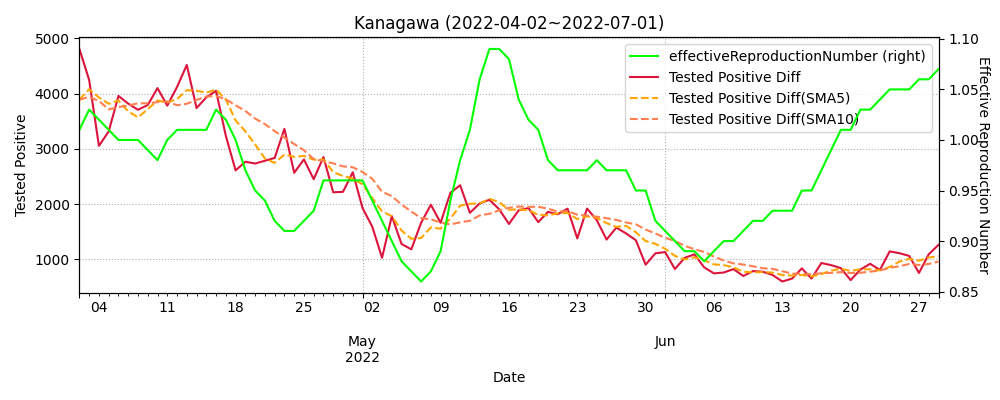 Kanagawa (2022-04-02~2022-07-01)
effectiveReproductionNumber (right)
Tested Positive Diff
Tested Positive Diff(SMA5)
Tested Positive Diff(SMA10)
Tested Positive
5000
4000
3000
2000
1000
Effective Reproduction Number
1.10
1.05
1.00
0.95
0.90
0.85
04 11 18 25 02 09 16 23 30 06 13 20 27
May Jun
2022
Date